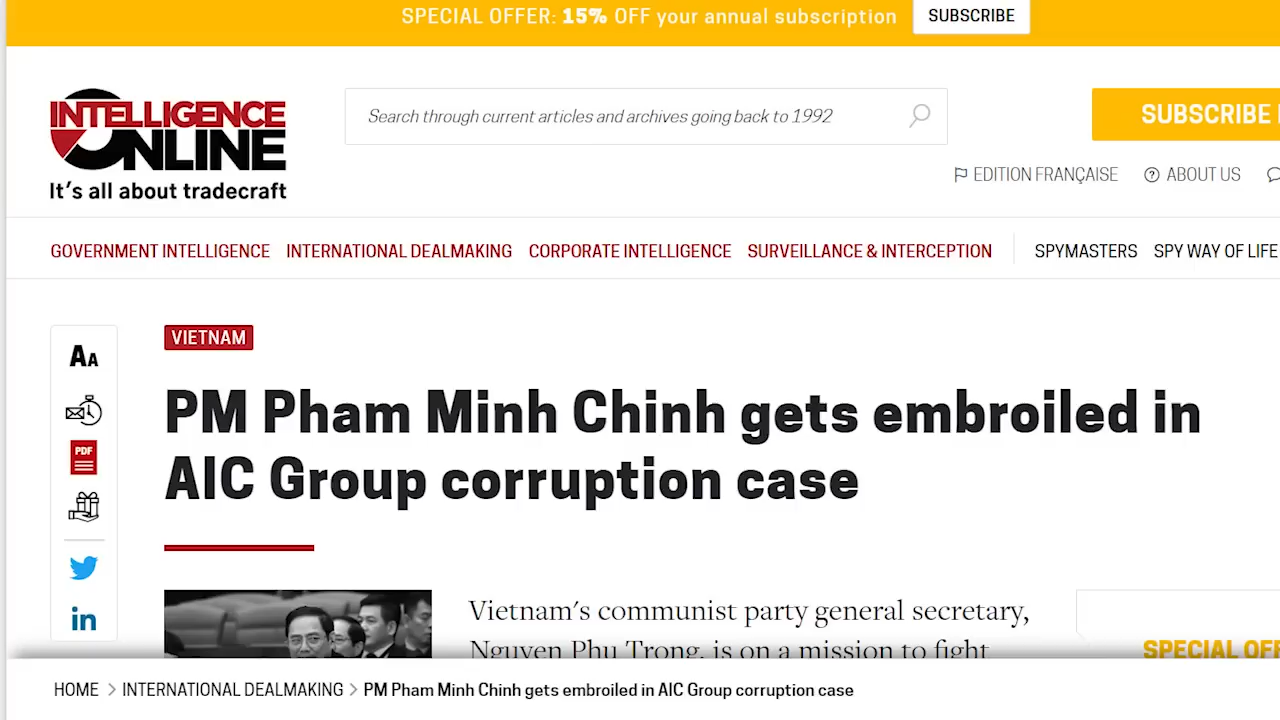 SPECIAL OFFER: 15% OFF your annual subscription
SUBSCRIBE
INTELLIGENCE
ONLINE
It's all about tradecraft
Search through current articles and archives going back to 1992
SUBSCRIBE
EDITION FRANÇAISE
ABOUT US
GOVERNMENT INTELLIGENCE
INTERNATIONAL DEALMAKING
CORPORATE INTELLIGENCE
SURVEILLANCE & INTERCEPTION
SPYMASTERS
SPY WAY OF LIFE
AA
PDF
in
VIETNAM
PM Pham Minh Chinh gets embroiled in
AIC Group corruption case
Vietnam's communist party general secretary,
Nguyen Phu Trong, is on a mission to fight
SPECIAL OFF
HOME > INTERNATIONAL DEALMAKING > PM Pham Minh Chinh gets embroiled in AIC Group corruption case